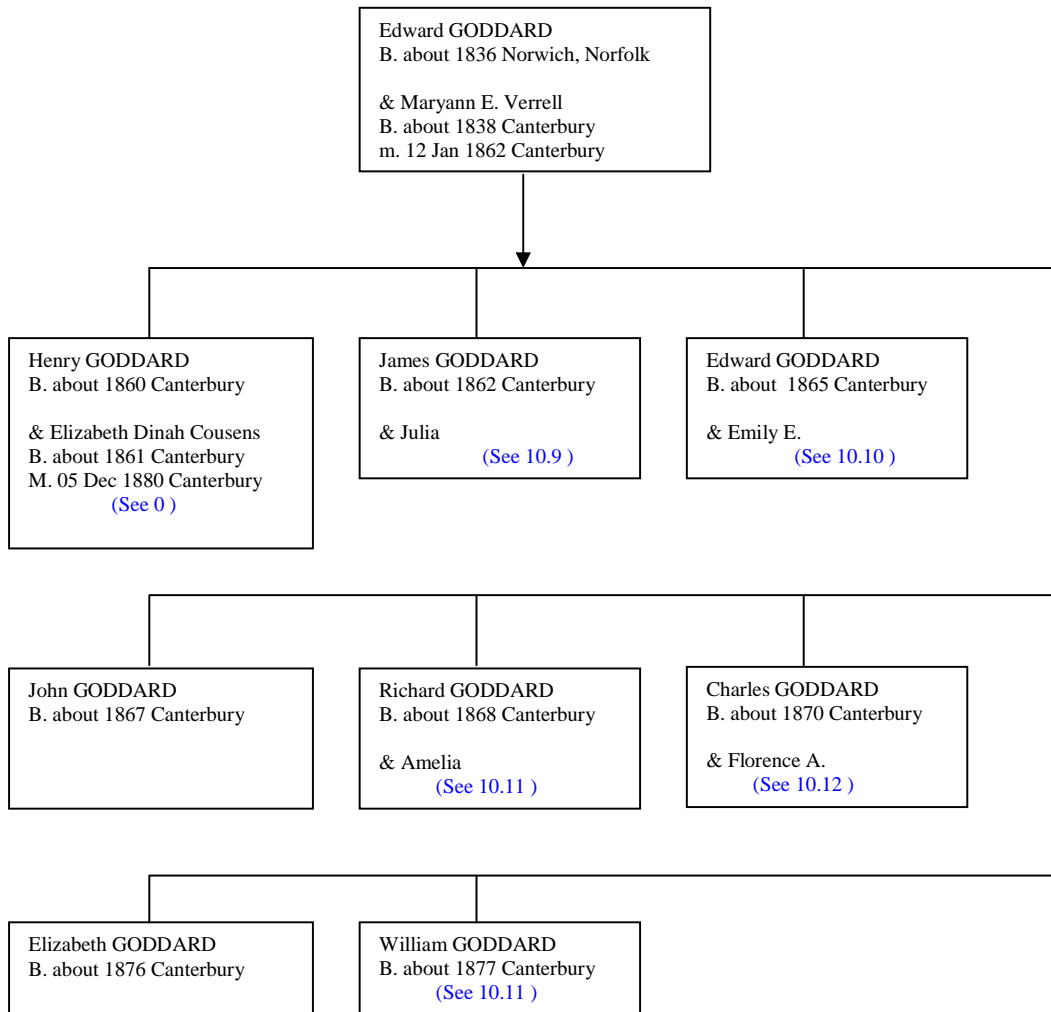 Edward GODDARD
B. about 1836 Norwich, Norfolk
& Maryann E. Verrell
B. about 1838 Canterbury
m. 12 Jan 1862 Canterbury
Henry GODDARD
B. about 1860 Canterbury
& Elizabeth Dinah Cousens
B. about 1861 Canterbury
M. 05 Dec 1880 Canterbury
(See 0 )
James GODDARD
B. about 1862 Canterbury
& Julia
(See 10.9 )
Edward GODDARD
B. about  1865 Canterbury
& Emily E.
(See 10.10 )
John GODDARD
B. about 1867 Canterbury
Richard GODDARD
B. about 1868 Canterbury
& Amelia
(See 10.11 )
Charles GODDARD
B. about 1870 Canterbury
& Florence A.
(See 10.12 )
Elizabeth GODDARD
B. about 1876 Canterbury
William GODDARD
B. about 1877 Canterbury
(See 10.11 )